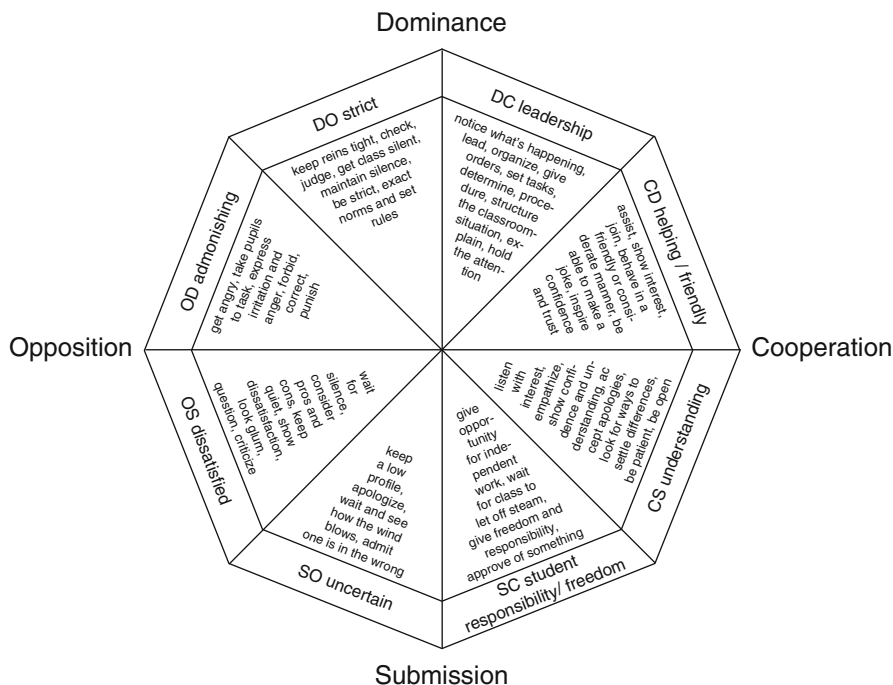 Dominance
DC leadership
notice what's happening,
lead, organize, give
orders, set tasks,
determine, proce-
dure, structure
the classroom-
situation, ex-
plain, hold
the atten-
tion
CD helping / friendly
assist, show interest,
join, behave in a
friendly or consi-
derate manner, be
able to make a
joke, inspire
confidence
and trust
Cooperation
CS understanding
listen
with
interest,
empathize,
show confi-
dence and un-
derstanding, ac
cept apologies,
look for ways to
settle differences,
be patient, be open
SC student
responsibility/ freedom
give
oppor-
tunity
for inde-
pendent
work, wait
for class to
let off steam,
give freedom and
responsibility,
approve of something
Submission
SO uncertain
keep
a low
profile,
apologize,
wait and see
how the wind
blows, admit
one is in the wrong
OS dissatisfied
wait
for
silence,
consider
pros and
cons, keep
quiet, show
dissatisfaction,
look glum,
question, criticize
Opposition
OD admonishing
get angry, take pupils
to task, express
irritation and
anger, forbid,
correct,
punish
DO strict
keep reins tight, check,
judge, get class silent,
maintain silence,
be strict, exact
norms and set
rules